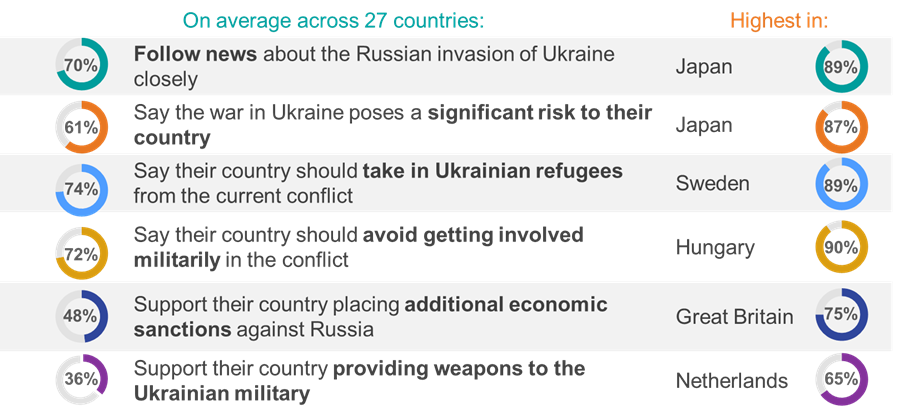 On average across 27 countries:
Highest in:
70%
Follow news about the Russian invasion of Ukraine
closely
Japan
89%
61%
Say the war in Ukraine poses a significant risk to their
country
Japan
87%
74%
Say their country should take in Ukrainian refugees
from the current conflict
Sweden
89%
72%
Say their country should avoid getting involved
militarily in the conflict
Hungary
90%
48%
Support their country placing additional economic
sanctions against Russia
Great Britain
75%
36%
Support their country providing weapons to the
Ukrainian military
Netherlands
65%